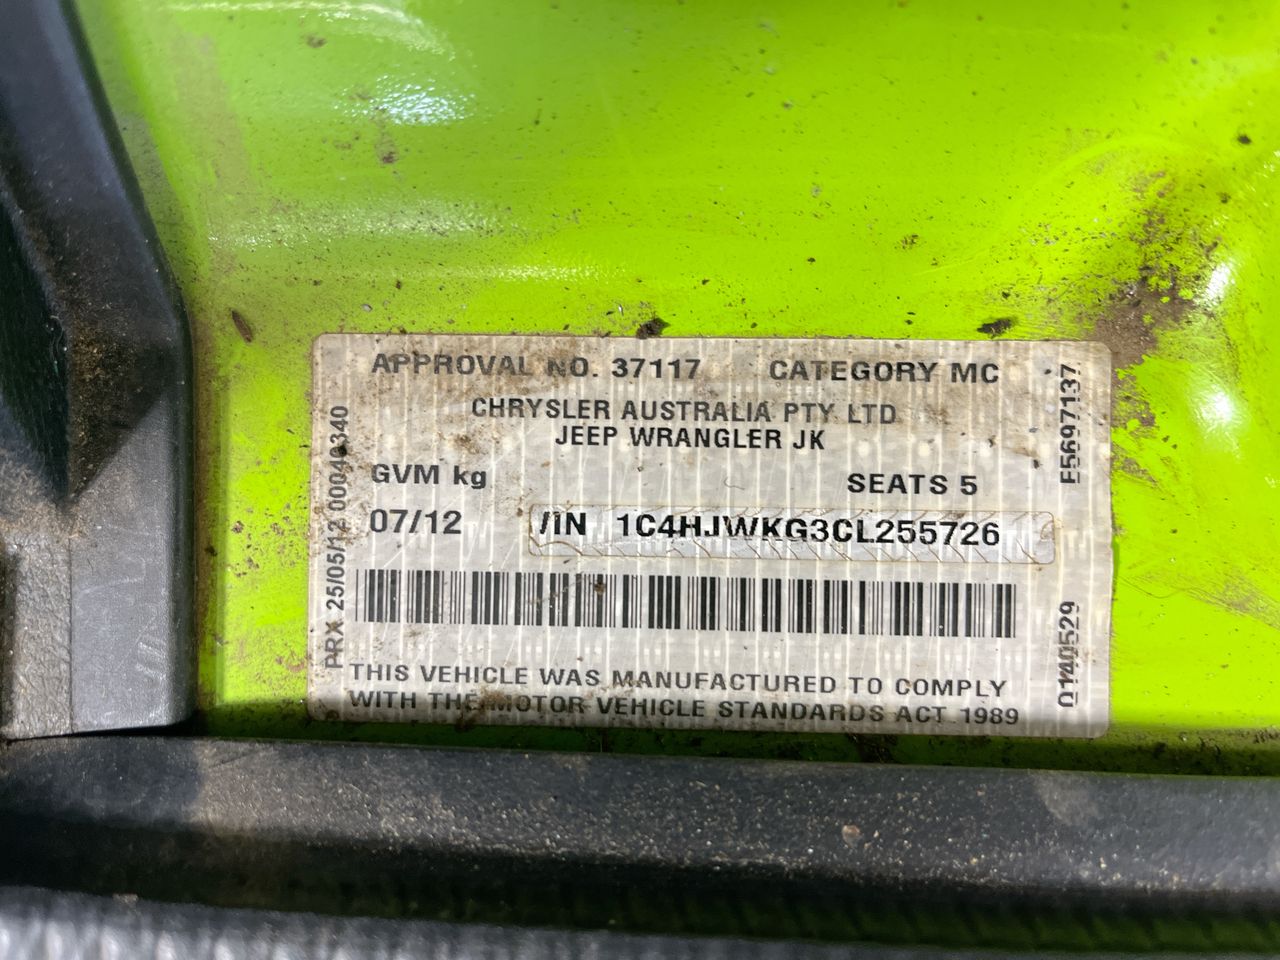 APPROVAL NO. 37117 CATEGORY MC
CHRYSLER AUSTRALIA PTY LTD
JEEP WRANGLER JK
GVM kg SEATS 5
07/12 /IN 1C4HJWKG3CL255726
THIS VEHICLE WAS MANUFACTURED TO COMPLY
WITH THE MOTOR VEHICLE STANDARDS ACT 1989
PRX 25/05/12
E5697137
0140529